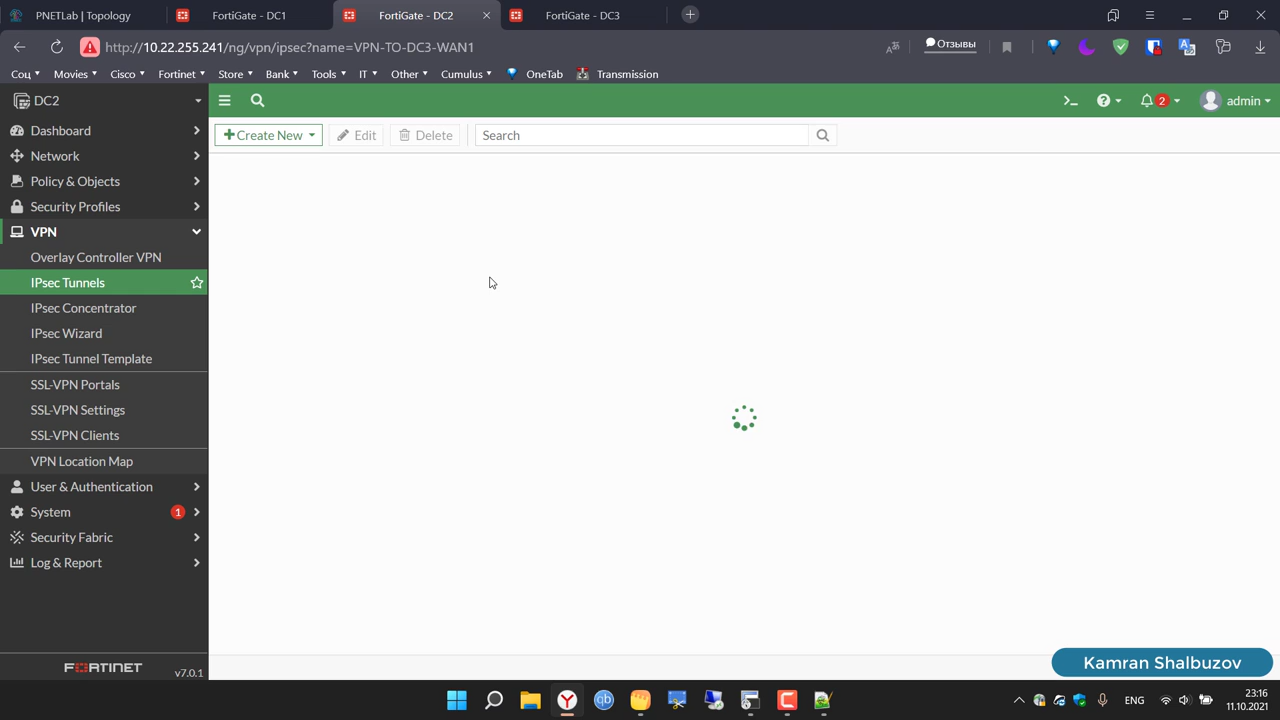 PNETLab | Topology
FortiGate - DC1
FortiGate - DC2
FortiGate - DC3
http://10.22.255.241/ng/vpn/ipsec?name=VPN-TO-DC3-WAN1
Отзывы
Соц
Movies
Cisco
Fortinet
Store
Bank
Tools
IT
Other
Cumulus
OneTab
Transmission
DC2
2
admin
Dashboard
Network
Policy & Objects
Security Profiles
VPN
Overlay Controller VPN
IPsec Tunnels
IPsec Concentrator
IPsec Wizard
IPsec Tunnel Template
SSL-VPN Portals
SSL-VPN Settings
SSL-VPN Clients
VPN Location Map
User & Authentication
System
1
Security Fabric
Log & Report
Create New
Edit
Delete
Search
FORTINET
v7.0.1
Kamran Shalbuzov
qb
ENG
23:16
11.10.2021